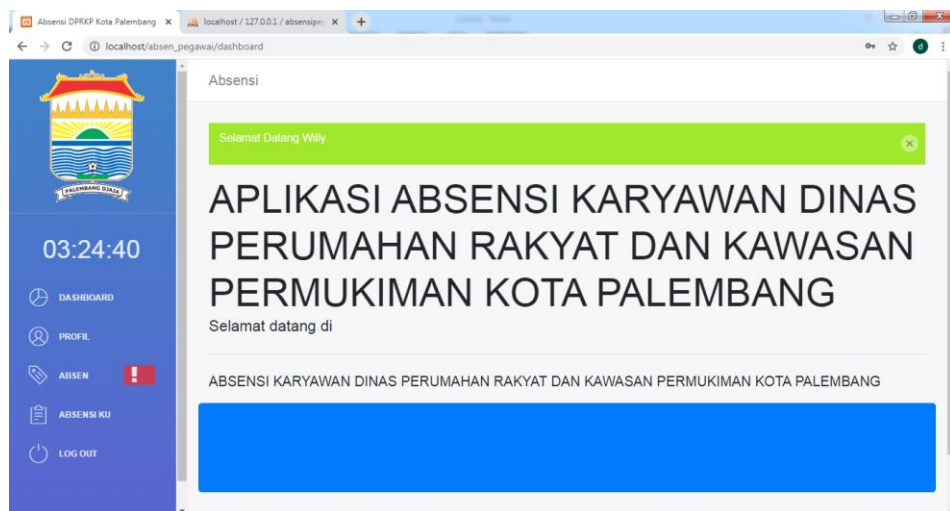 Absensi DPRKP Kota Palembang
localhost / 127.0.0.1 / absensipe
localhost/absen_pegawai/dashboard
d
PALEMBANG DJAJA
03:24:40
DASHBOARD
PROFIL
ABSEN
!
ABSENSI KU
LOG OUT
Absensi
Selamat Datang Willy
APLIKASI ABSENSI KARYAWAN DINAS
PERUMAHAN RAKYAT DAN KAWASAN
PERMUKIMAN KOTA PALEMBANG
Selamat datang di
ABSENSI KARYAWAN DINAS PERUMAHAN RAKYAT DAN KAWASAN PERMUKIMAN KOTA PALEMBANG